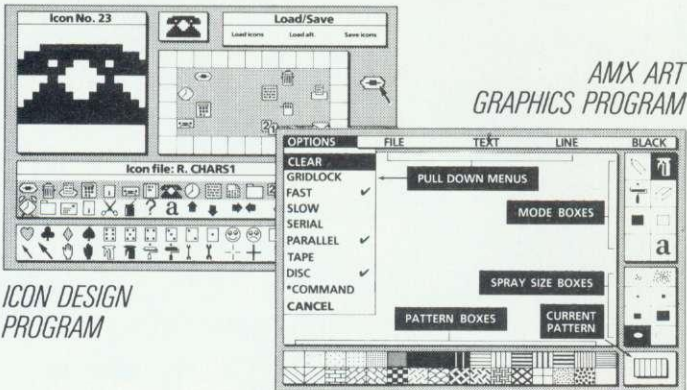 Icon No. 23
Load/Save
Load icons Load alt. Save icons
AMX ART
GRAPHICS PROGRAM
Icon file: R. CHARS1
? a
ICON DESIGN
PROGRAM
OPTIONS FILE TEXT LINE BLACK
CLEAR
GRIDLOCK
FAST ✓
SLOW
SERIAL
PARALLEL ✓
TAPE
DISC ✓
*COMMAND
CANCEL
PULL DOWN MENUS
MODE BOXES
a
SPRAY SIZE BOXES
PATTERN BOXES
CURRENT
PATTERN